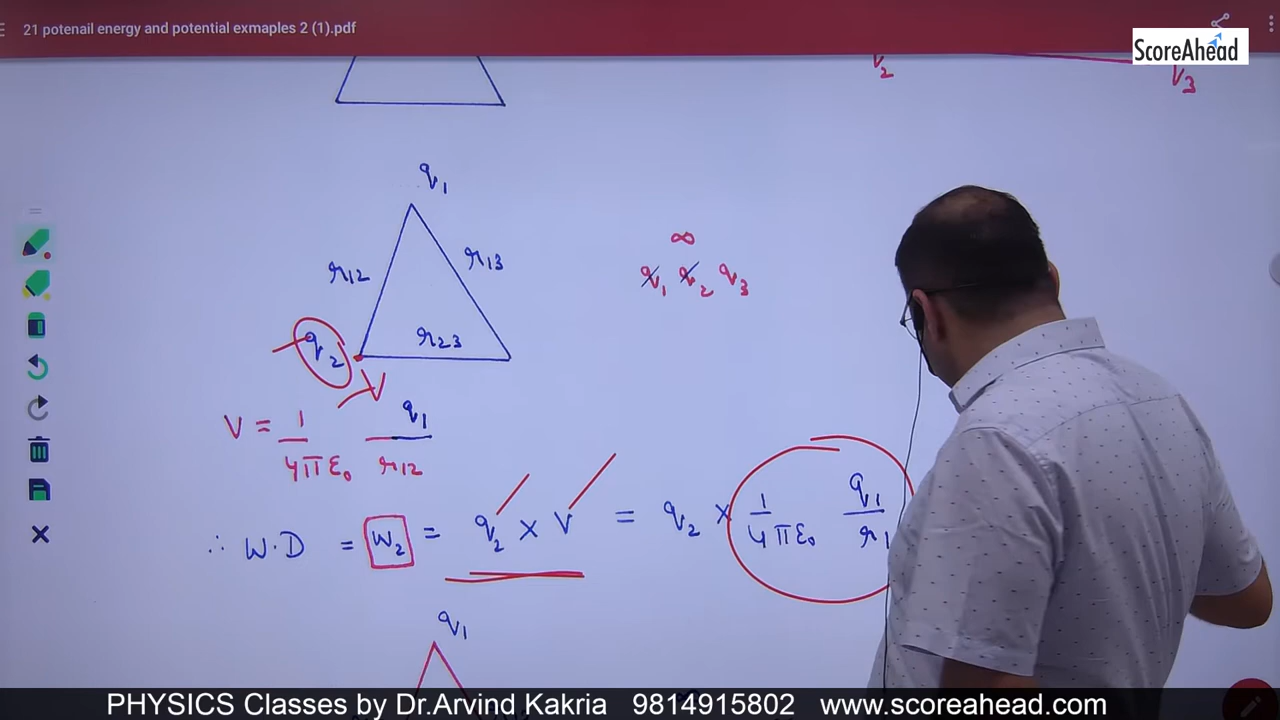 21 potenail energy and potential exmaples 2 (1).pdf
ScoreAhead
V2
V3
q1
r12
r13
∞
q1 q2 q3
r23
q2
V
V = 1/4πε₀ q1/r12
∴ W.D = W2 = q2 × V = q2 × 1/4πε₀ q1/r1
q1
PHYSICS Classes by Dr.Arvind Kakria 9814915802 www.scoreahead.com